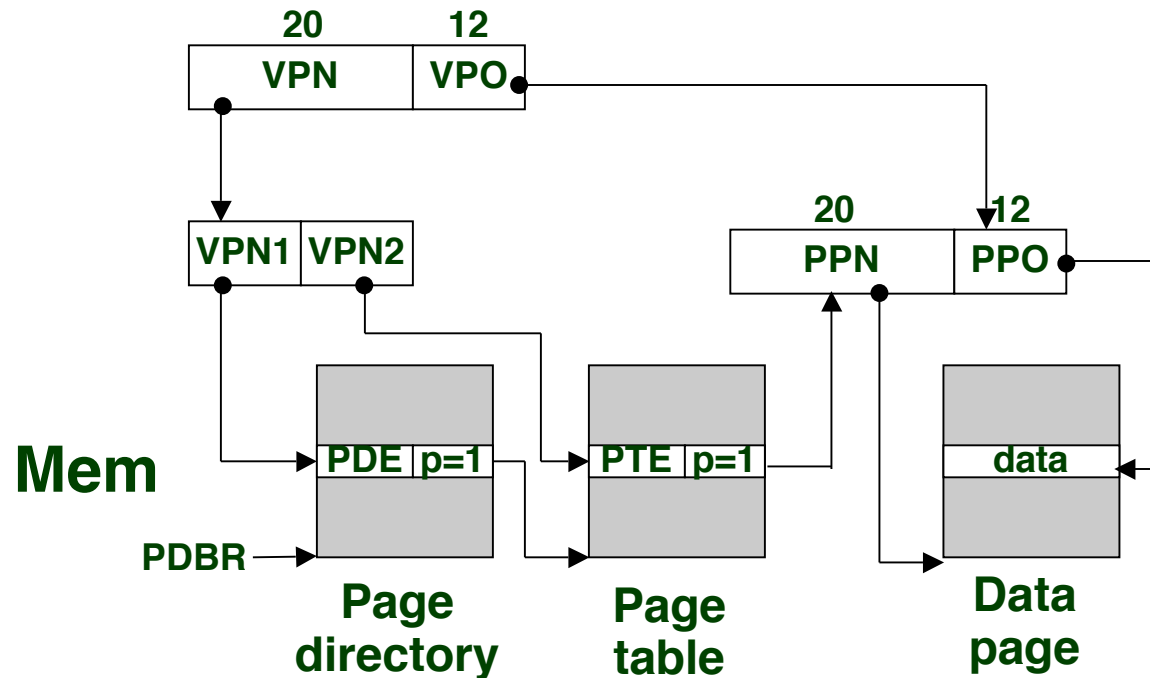 20 12
VPN VPO
20 12
VPN1 VPN2 PPN PPO
Mem PDE p=1 PTE p=1 data
PDBR
Page directory
Page table
Data page